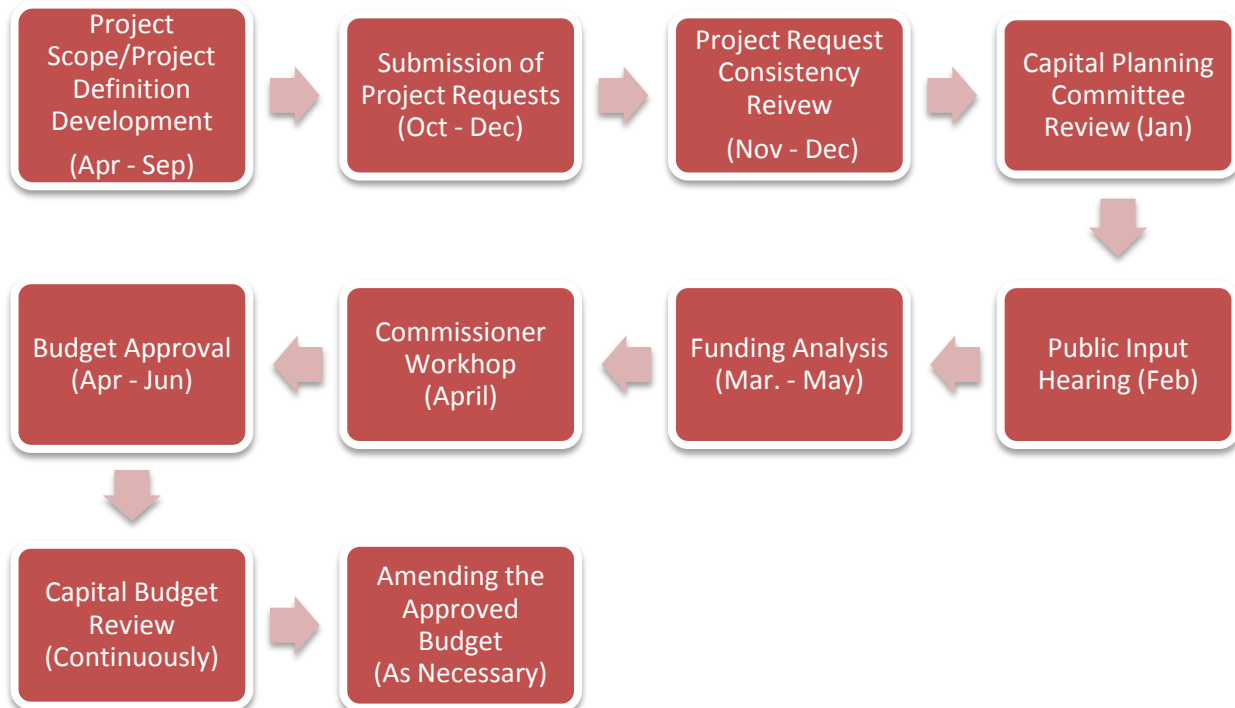 Project
Scope/Project
Definition
Development
(Apr - Sep)
Submission of
Project Requests
(Oct - Dec)
Project Request
Consistency
Reivew
(Nov - Dec)
Capital Planning
Committee
Review (Jan)
Public Input
Hearing (Feb)
Funding Analysis
(Mar. - May)
Commissioner
Workhop
(April)
Budget Approval
(Apr - Jun)
Capital Budget
Review
(Continuously)
Amending the
Approved
Budget
(As Necessary)